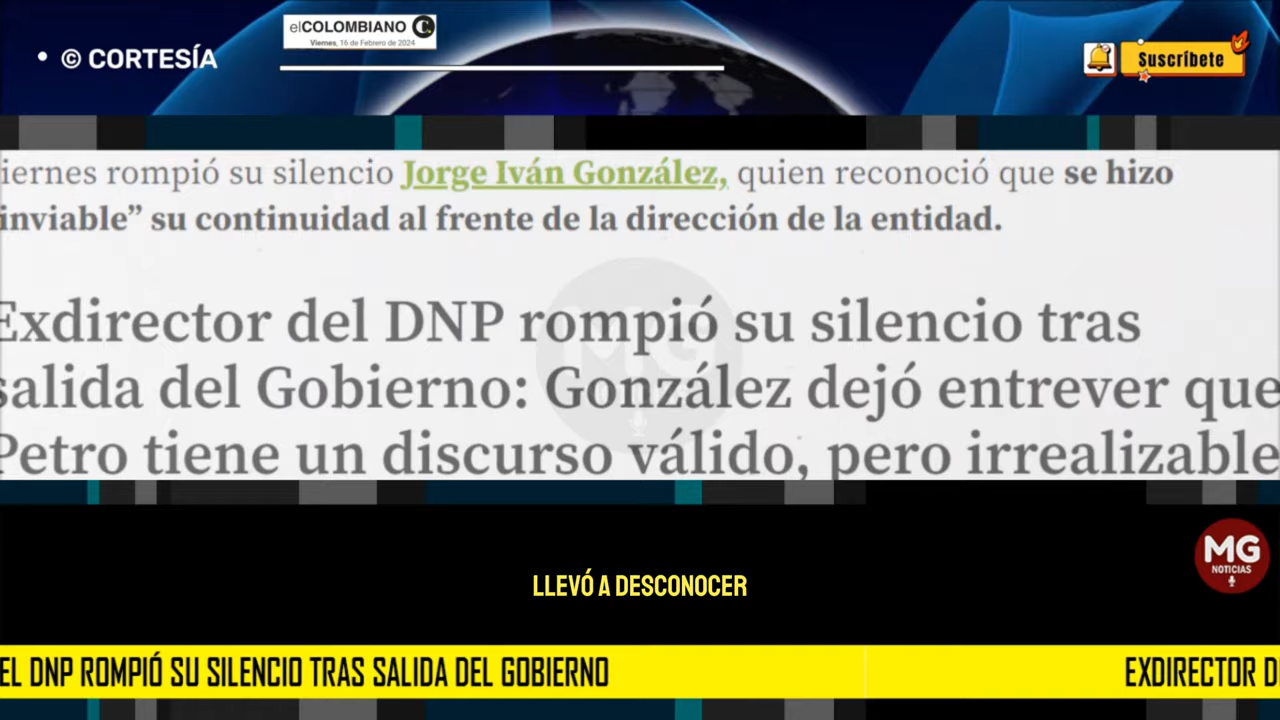 • © CORTESÍA
elCOLOMBIANO C
Viernes, 16 de Febrero de 2024
Suscríbete
iernes rompió su silencio Jorge Iván González, quien reconoció que se hizo
inviable” su continuidad al frente de la dirección de la entidad.
Exdirector del DNP rompió su silencio tras
salida del Gobierno: González dejó entrever que
Petro tiene un discurso válido, pero irrealizable
MG
MG
NOTICIAS
LLEVÓ A DESCONOCER
EL DNP ROMPIÓ SU SILENCIO TRAS SALIDA DEL GOBIERNO
EXDIRECTOR D